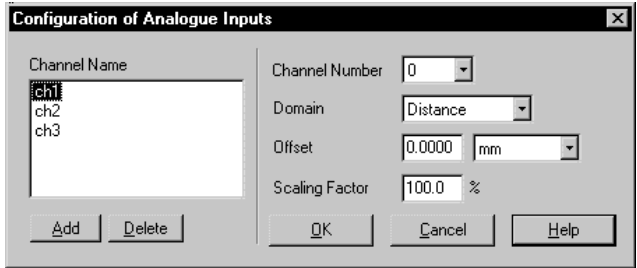 Configuration of Analogue Inputs
Channel Name
ch1
ch2
ch3
Add Delete
Channel Number 0
Domain Distance
Offset 0.0000 mm
Scaling Factor 100.0 %
OK Cancel Help